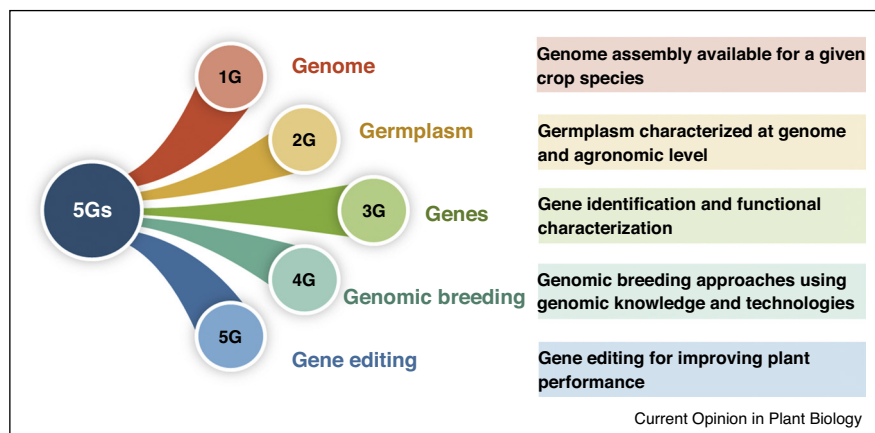 5Gs
1G
Genome
Genome assembly available for a given
crop species
2G
Germplasm
Germplasm characterized at genome
and agronomic level
3G
Genes
Gene identification and functional
characterization
4G
Genomic breeding
Genomic breeding approaches using
genomic knowledge and technologies
5G
Gene editing
Gene editing for improving plant
performance
Current Opinion in Plant Biology